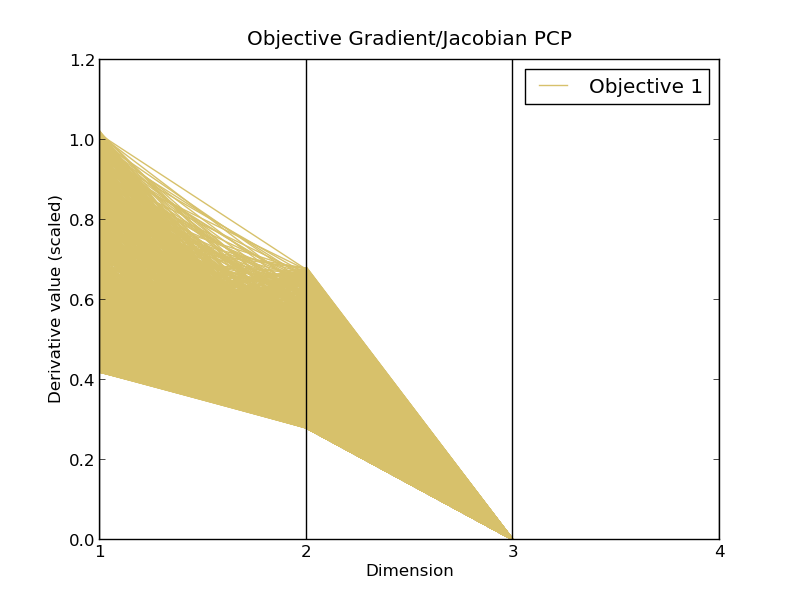 Objective Gradient/Jacobian PCP
1.2
1.0
0.8
0.6
0.4
0.2
0.0
Derivative value (scaled)
Objective 1
1
2
3
4
Dimension